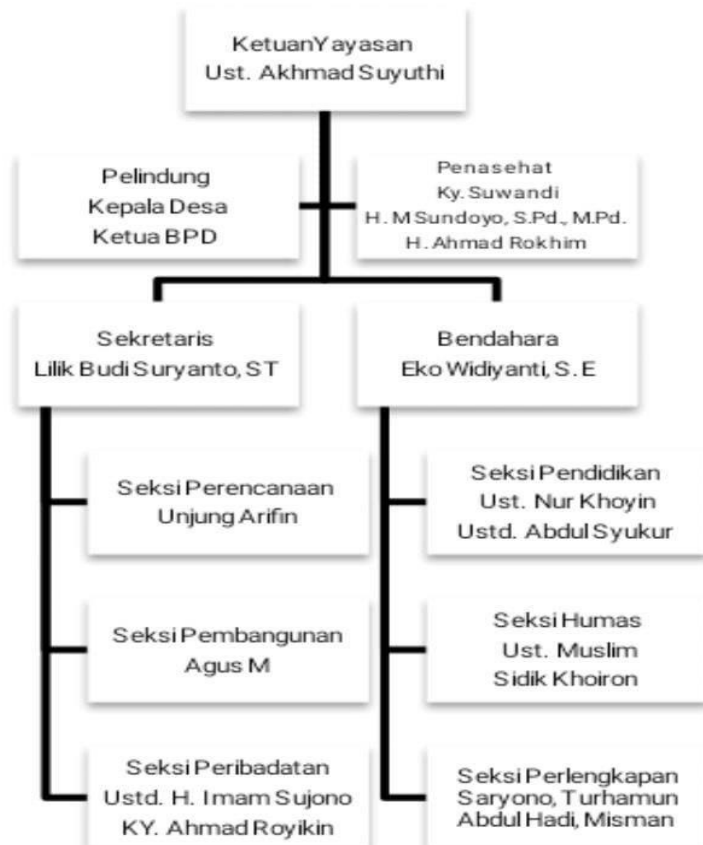 KetuanYayasan
Ust. Akhmad Suyuthi
Pelindung
Kepala Desa
Ketua BPD
Penasehat
Ky. Suwandi
H. M Sundoyo, S.Pd., M.Pd.
H. Ahmad Rokhim
Sekretaris
Lilik Budi Suryanto, ST
Bendahara
Eko Widiyanti, S. E
Seksi Perencanaan
Unjung Arifin
Seksi Pendidikan
Ust. Nur Khoyin
Ustd. Abdul Syukur
Seksi Pembangunan
Agus M
Seksi Humas
Ust. Muslim
Sidik Khoiron
Seksi Peribadatan
Ustd. H. Imam Sujono
KY. Ahmad Royikin
Seksi Perlengkapan
Saryono, Turhamun
Abdul Hadi, Misman